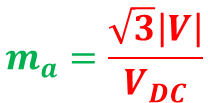 m_a = √3|V| / V_DC